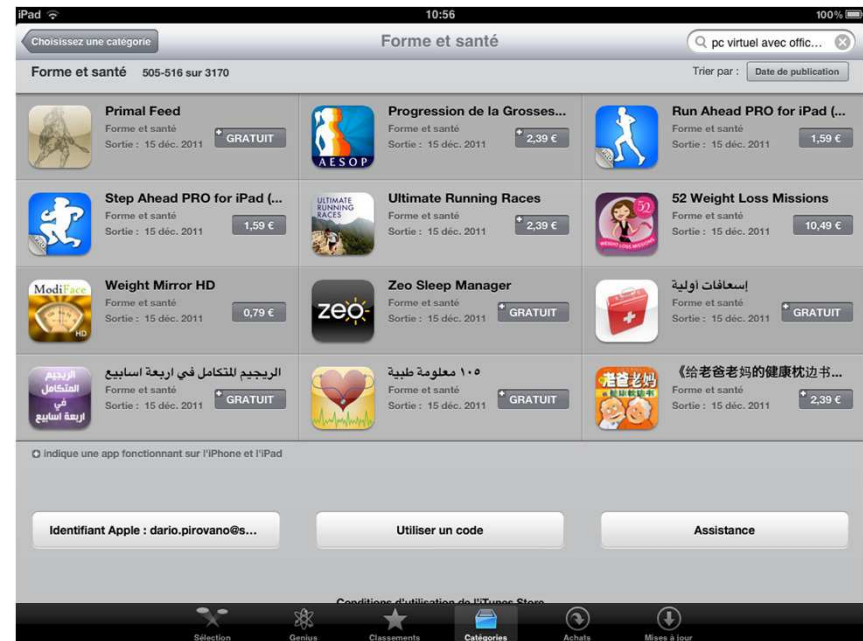 iPad 10:56 100%
Choisissez une catégorie Forme et santé pc virtuel avec offic...
Forme et santé 505-516 sur 3170 Trier par : Date de publication
Primal Feed
Forme et santé
Sortie : 15 déc. 2011
GRATUIT
AESOP
Progression de la Grosses...
Forme et santé
Sortie : 15 déc. 2011
2,39 €
Run Ahead PRO for iPad (...
Forme et santé
Sortie : 15 déc. 2011
1,59 €
Step Ahead PRO for iPad (...
Forme et santé
Sortie : 15 déc. 2011
1,59 €
ULTIMATE
RUNNING
RACES
Ultimate Running Races
Forme et santé
Sortie : 15 déc. 2011
2,39 €
52
WEIGHT LOSS MISSIONS
52 Weight Loss Missions
Forme et santé
Sortie : 15 déc. 2011
10,49 €
ModiFace
HD
Weight Mirror HD
Forme et santé
Sortie : 15 déc. 2011
0,79 €
zeo
Zeo Sleep Manager
Forme et santé
Sortie : 15 déc. 2011
GRATUIT
إسعافات أولية
Forme et santé
Sortie : 15 déc. 2011
GRATUIT
الريجيم
المتكامل
في
اربعة اسابيع
الريجيم المتكامل في اربعة اسابيع
Forme et santé
Sortie : 15 déc. 2011
GRATUIT
١٠٥ معلومة طبية
Forme et santé
Sortie : 15 déc. 2011
GRATUIT
老爸老妈
《给老爸老妈的健康枕边书...
Forme et santé
Sortie : 15 déc. 2011
2,39 €
indique une app fonctionnant sur l'iPhone et l'iPad
Identifiant Apple : dario.pirovano@s... Utiliser un code Assistance
Conditions d'utilisation de l'iTunes Store
Sélection Genius Classements Catégories Achats Mises à jour